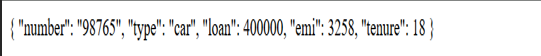 { "number": "98765", "type": "car", "loan": 400000, "emi": 3258, "tenure": 18 }